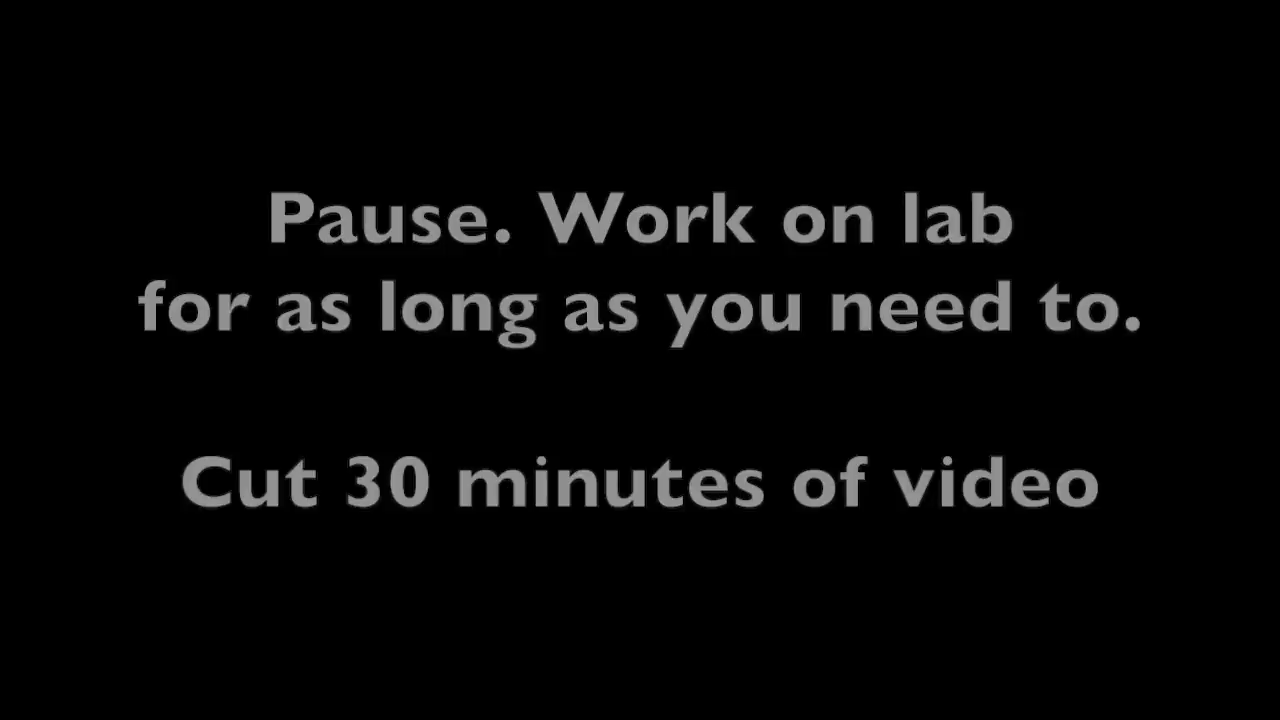 Pause. Work on lab
for as long as you need to.
Cut 30 minutes of video